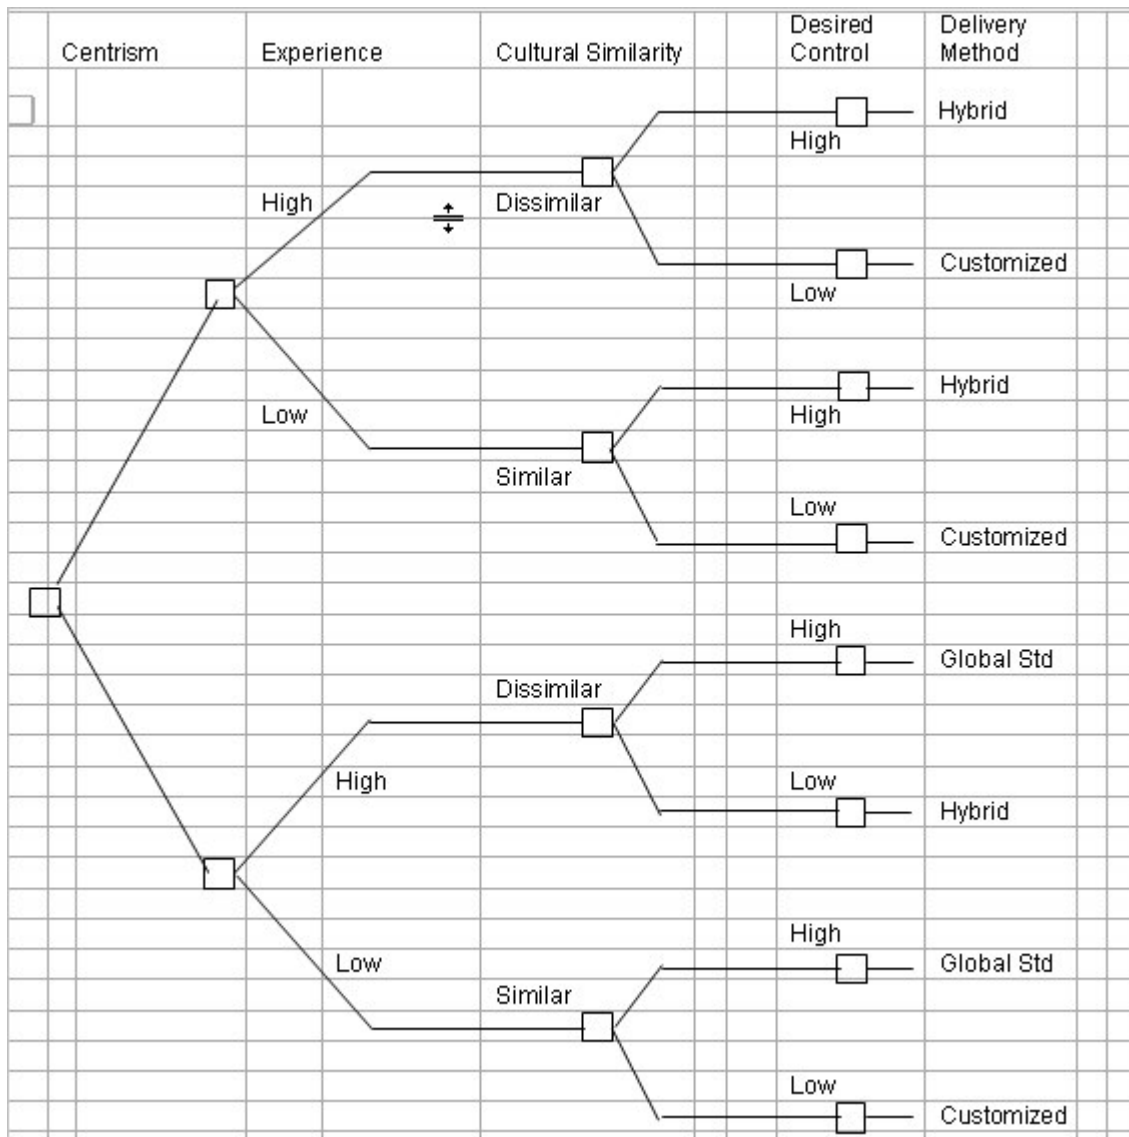 Desired
Delivery
Centrism
Experience
Cultural Similarity
Control
Method
Hybrid
High
High
Dissimilar
Customized
Low
Hybrid
Low
High
Similar
Low
Customized
High
Global Std
Dissimilar
High
Low
Hybrid
High
Low
Global Std
Similar
Low
Customized